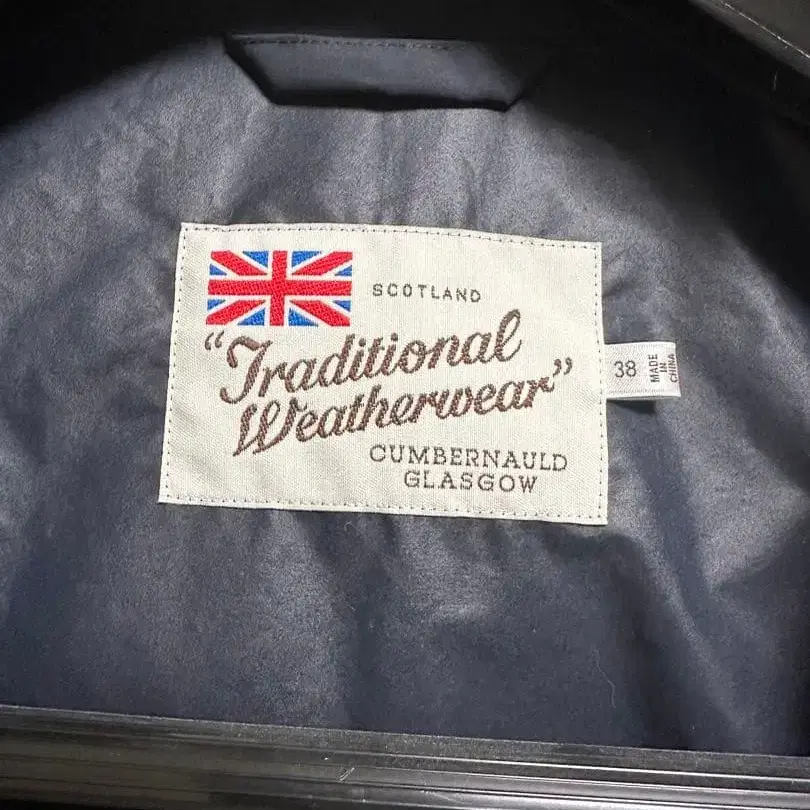 SCOTLAND
"Traditional
Weatherwear"
CUMBERNAULD
GLASGOW
38
MADE
IN
CHINA